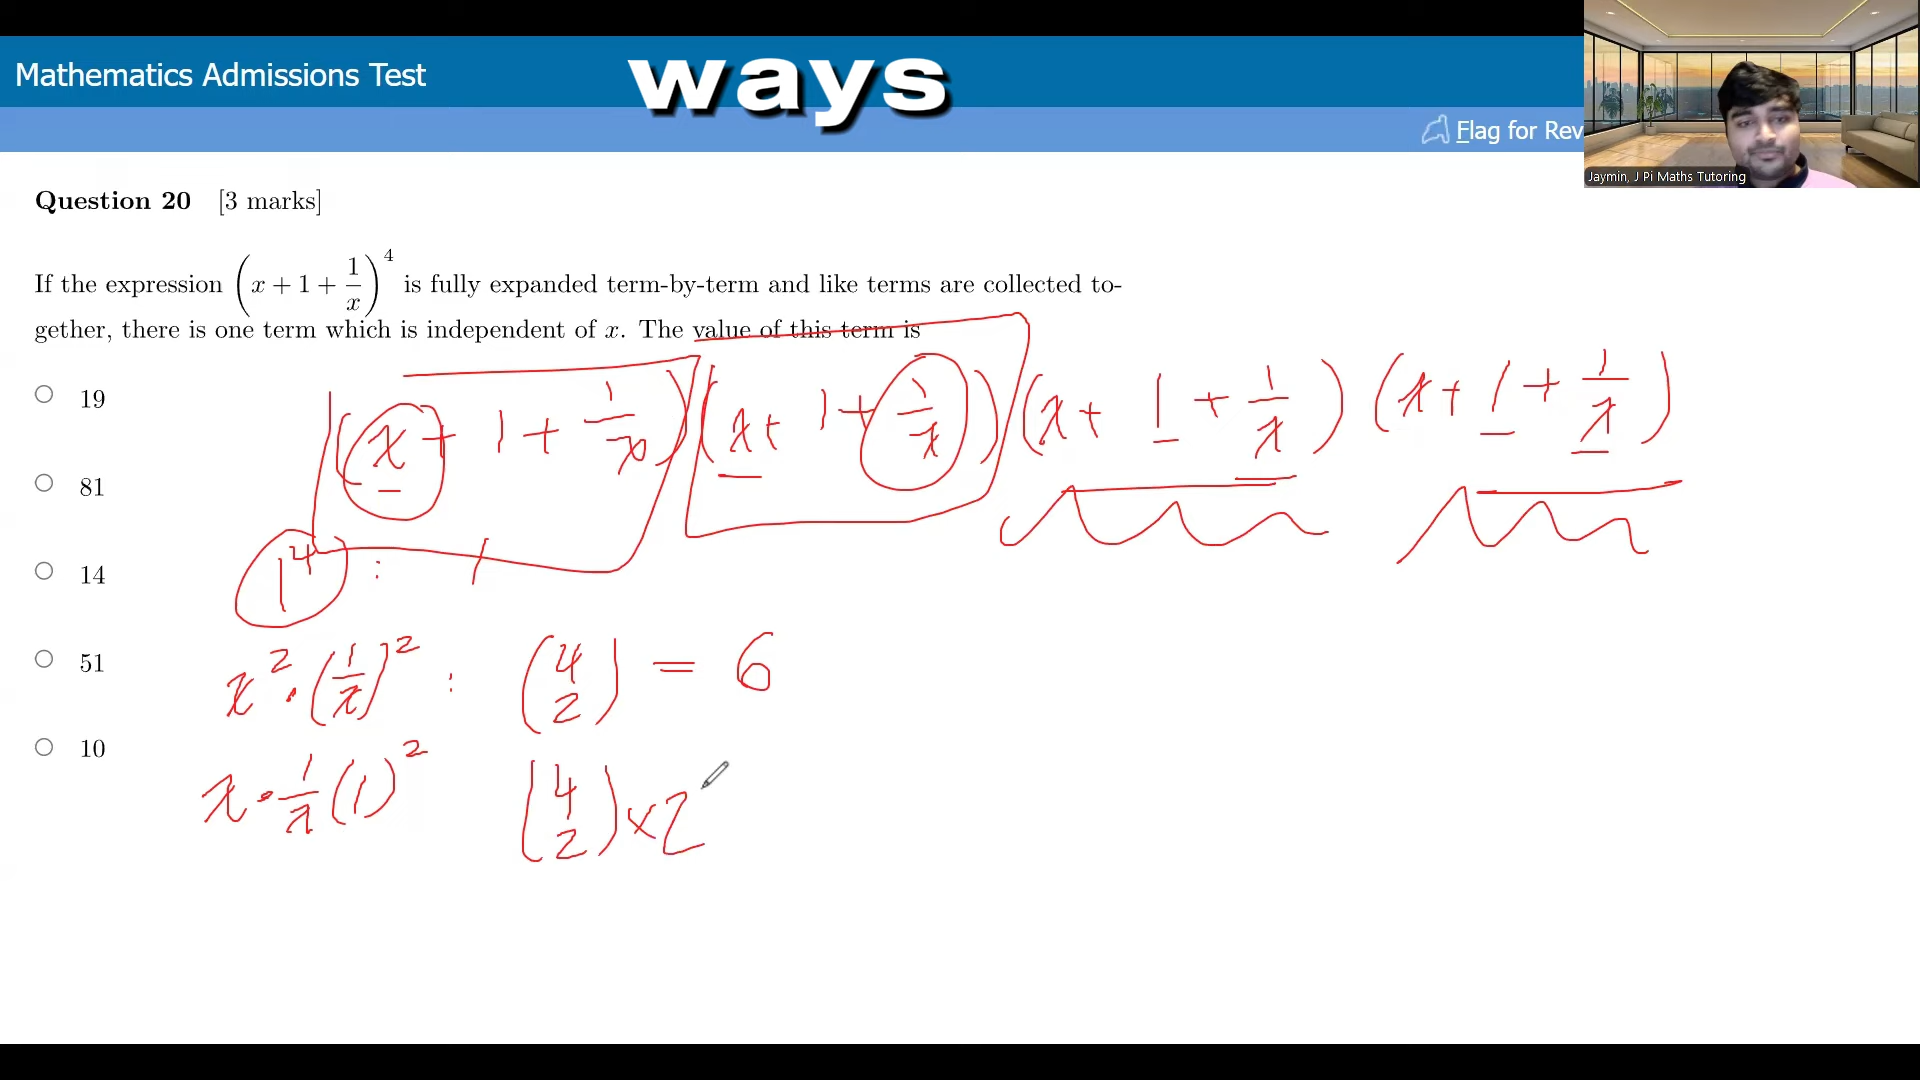 Mathematics Admissions Test
ways
Flag for Rev
Jaymin, J Pi Maths Tutoring
Question 20 [3 marks]
If the expression (x + 1 + 1/x)^4 is fully expanded term-by-term and like terms are collected to-
gether, there is one term which is independent of x. The value of this term is
19
81
14
51
10
(x + 1 + 1/x)(x + 1 + 1/x)(x + 1 + 1/x)(x + 1 + 1/x)
1^4 : 1
x^2 · (1/x)^2 : (4 2) = 6
x · 1/x (1)^2 (4 2) × 2